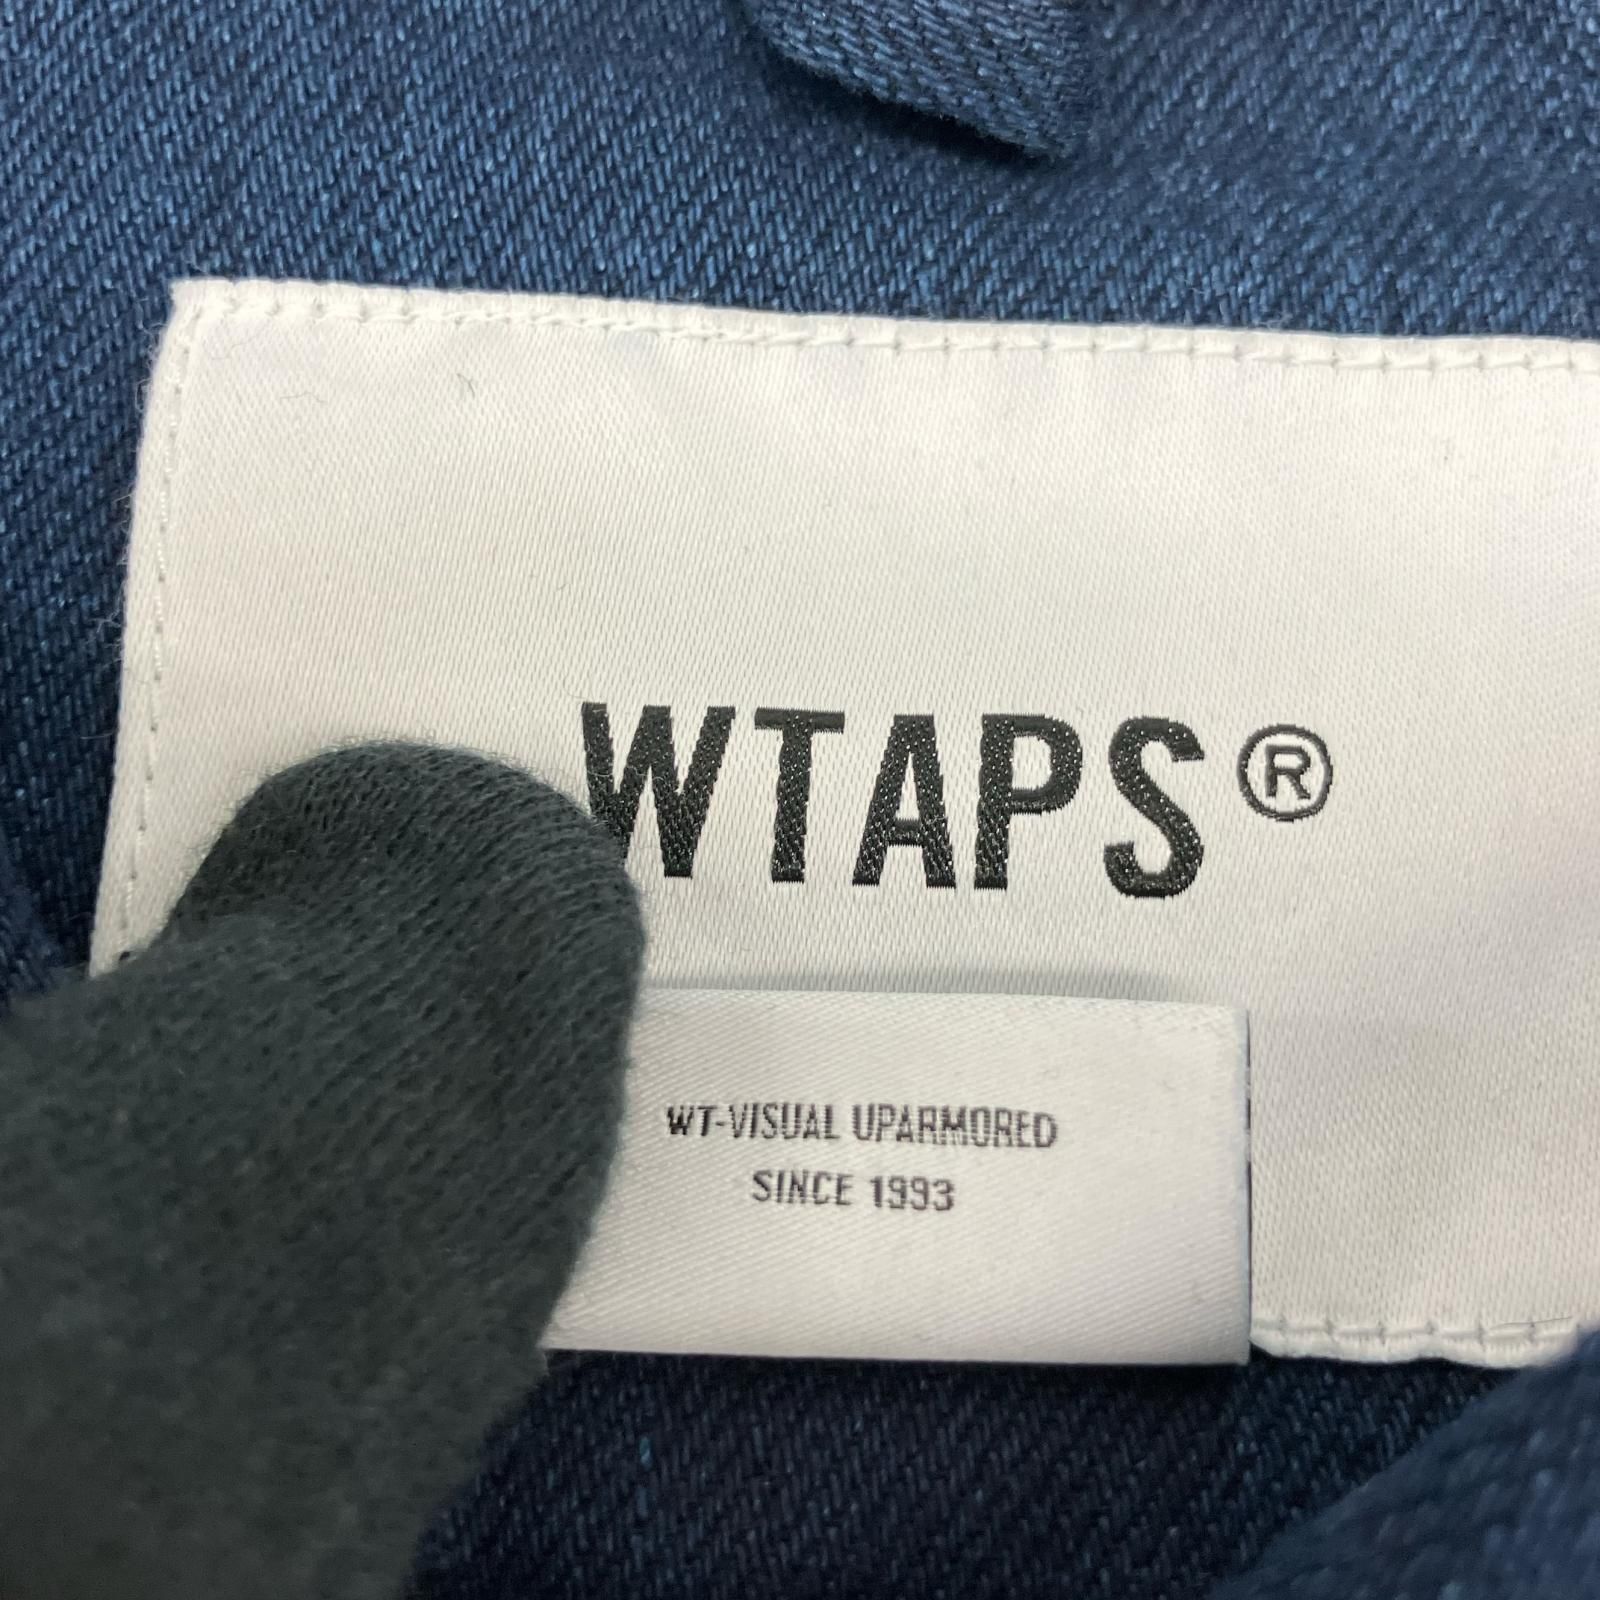 WTAPS®
WT-VISUAL UPARMORED
SINCE 1993